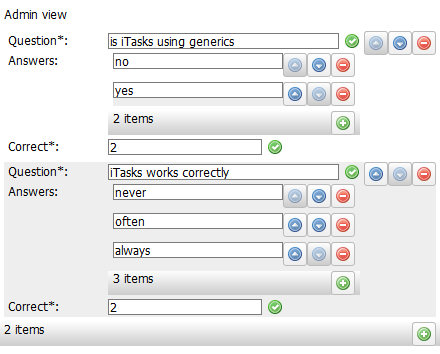 Admin view
Question*: is iTasks using generics
Answers: no
yes
2 items
Correct*: 2
Question*: iTasks works correctly
Answers: never
often
always
3 items
Correct*: 2
2 items